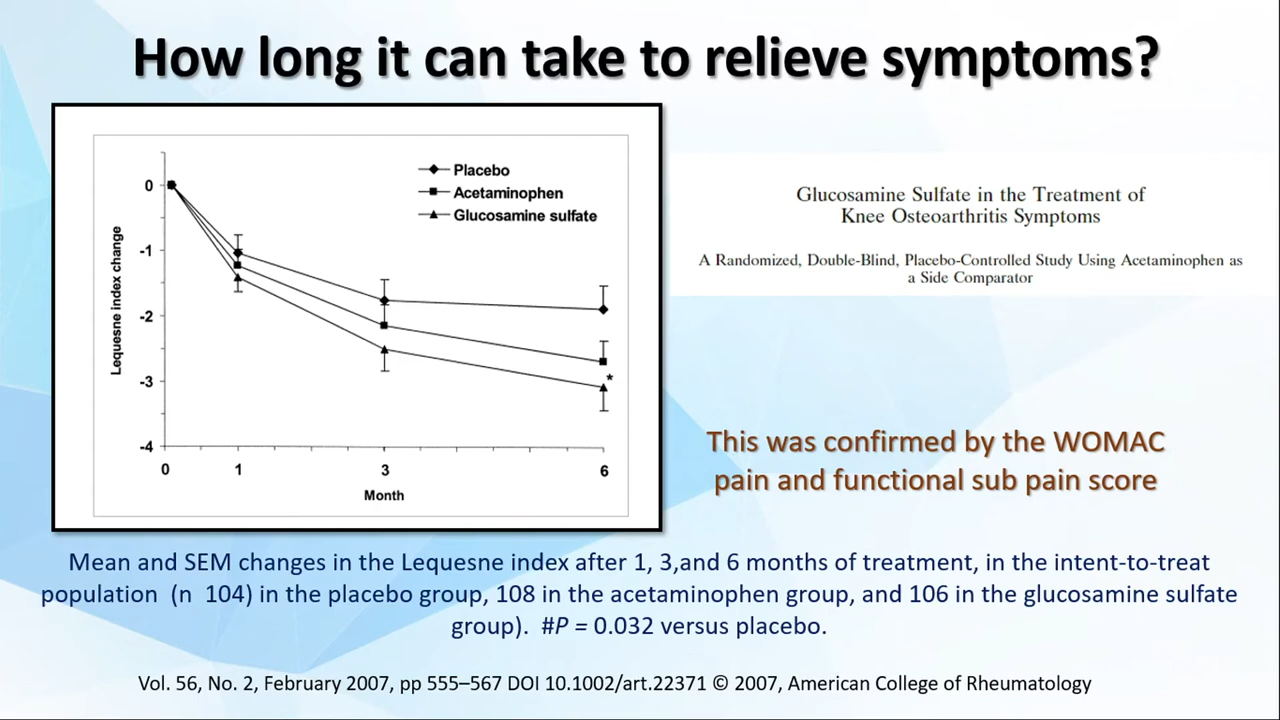 How long it can take to relieve symptoms?
Placebo
Acetaminophen
Glucosamine sulfate
Lequesne index change
0
-1
-2
-3
-4
*
0 1 3 6
Month
Glucosamine Sulfate in the Treatment of
Knee Osteoarthritis Symptoms
A Randomized, Double-Blind, Placebo-Controlled Study Using Acetaminophen as
a Side Comparator
This was confirmed by the WOMAC
pain and functional sub pain score
Mean and SEM changes in the Lequesne index after 1, 3,and 6 months of treatment, in the intent-to-treat
population (n 104) in the placebo group, 108 in the acetaminophen group, and 106 in the glucosamine sulfate
group). #P = 0.032 versus placebo.
Vol. 56, No. 2, February 2007, pp 555–567 DOI 10.1002/art.22371 © 2007, American College of Rheumatology